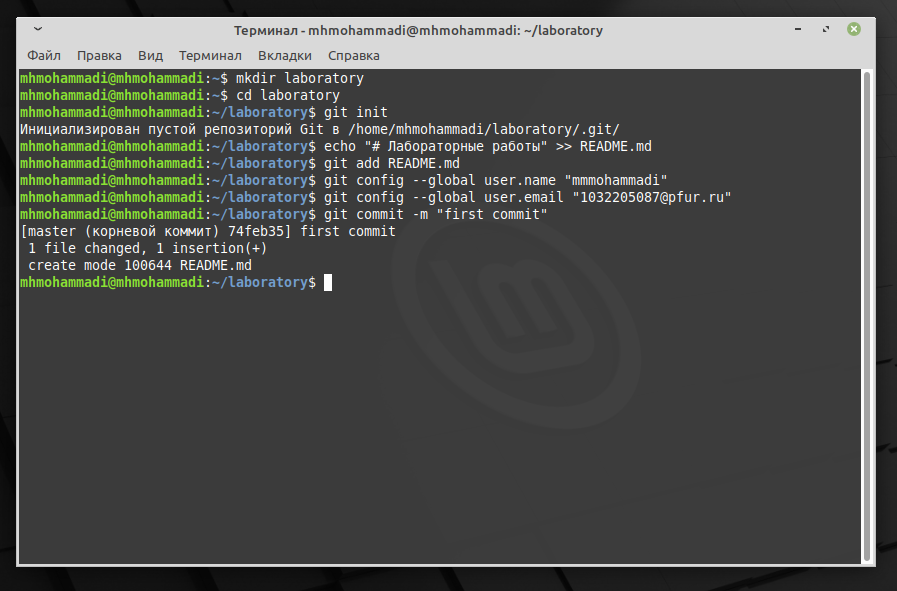 Терминал - mhmohammadi@mhmohammadi: ~/laboratory
Файл Правка Вид Терминал Вкладки Справка
mhmohammadi@mhmohammadi:~$ mkdir laboratory
mhmohammadi@mhmohammadi:~$ cd laboratory
mhmohammadi@mhmohammadi:~/laboratory$ git init
Инициализирован пустой репозиторий Git в /home/mhmohammadi/laboratory/.git/
mhmohammadi@mhmohammadi:~/laboratory$ echo "# Лабораторные работы" >> README.md
mhmohammadi@mhmohammadi:~/laboratory$ git add README.md
mhmohammadi@mhmohammadi:~/laboratory$ git config --global user.name "mmmohammadi"
mhmohammadi@mhmohammadi:~/laboratory$ git config --global user.email "1032205087@pfur.ru"
mhmohammadi@mhmohammadi:~/laboratory$ git commit -m "first commit"
[master (корневой коммит) 74feb35] first commit
 1 file changed, 1 insertion(+)
 create mode 100644 README.md
mhmohammadi@mhmohammadi:~/laboratory$